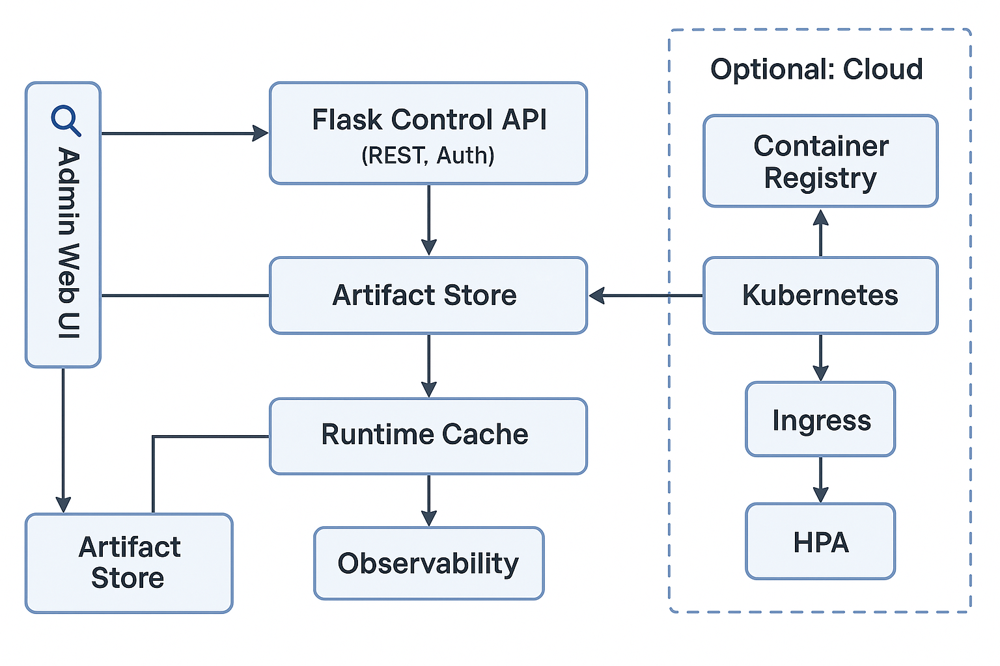 Admin Web UI
Flask Control API
(REST, Auth)
Artifact Store
Runtime Cache
Artifact
Store
Observability
Optional: Cloud
Container
Registry
Kubernetes
Ingress
HPA